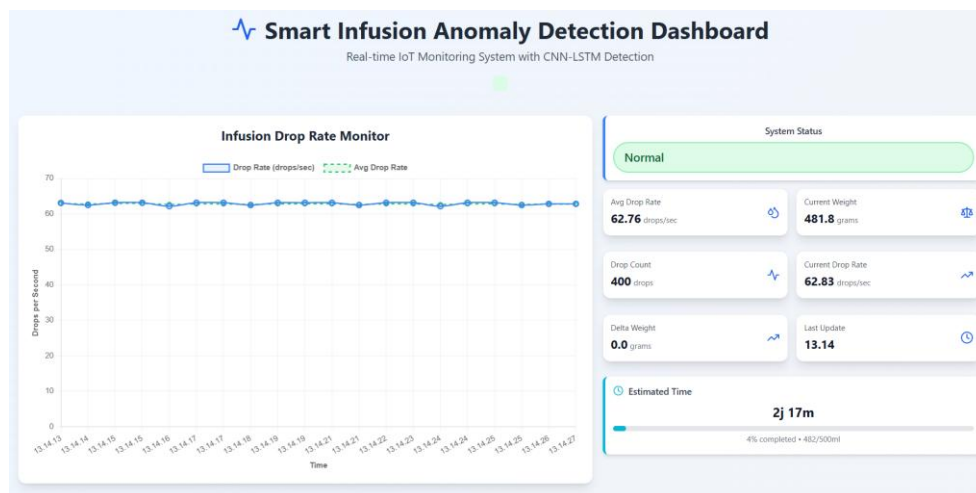 Smart Infusion Anomaly Detection Dashboard
Real-time IoT Monitoring System with CNN-LSTM Detection
Infusion Drop Rate Monitor
Drop Rate (drops/sec) Avg Drop Rate
70
60
50
40
30
20
10
0
Drops per Second
13.14.13 13.14.14 13.14.15 13.14.15 13.14.16 13.14.17 13.14.17 13.14.18 13.14.19 13.14.19 13.14.21 13.14.21 13.14.22 13.14.23 13.14.24 13.14.24 13.14.25 13.14.25 13.14.26 13.14.27
Time
System Status
Normal
Avg Drop Rate
62.76 drops/sec
Current Weight
481.8 grams
Drop Count
400 drops
Current Drop Rate
62.83 drops/sec
Delta Weight
0.0 grams
Last Update
13.14
Estimated Time
2j 17m
4% completed • 482/500ml